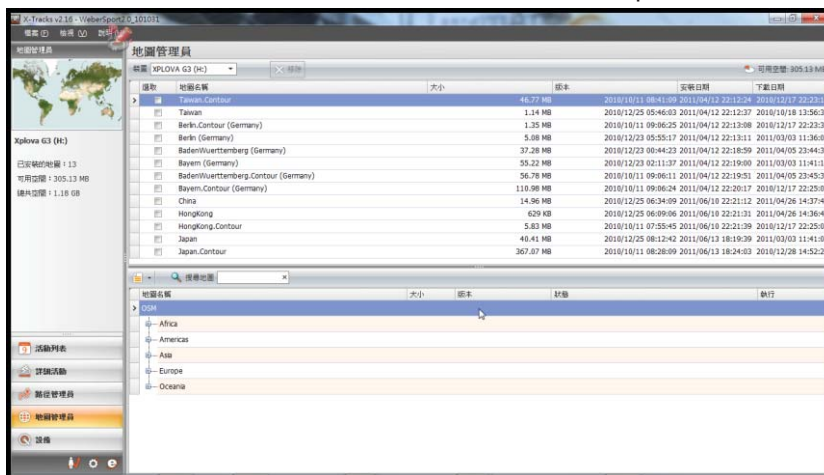 X-Tracks v2.16 - WeberSport2.0_101031
檔案(F) 檢視(V) 說明
地圖管理員
地圖管理員
裝置 XPLOVA G3 (H:) 移除 可用空間: 305.13 MB
選取 地圖名稱 大小 版本 安裝日期 下載日期
Taiwan.Contour 46.77 MB 2010/10/11 08:41:09 2011/04/12 22:12:24 2010/12/17 22:23:1
Taiwan 1.14 MB 2010/12/25 05:46:03 2011/04/12 22:12:37 2010/10/18 13:56:3
Berlin.Contour (Germany) 1.35 MB 2010/10/11 09:06:25 2011/04/12 22:13:08 2010/12/17 22:23:3
Berlin (Germany) 5.08 MB 2010/12/23 05:55:17 2011/04/12 22:13:11 2011/03/03 11:36:0
BadenWuerttemberg (Germany) 37.28 MB 2010/12/23 00:44:23 2011/04/12 22:18:59 2011/04/05 23:44:3
Bayern (Germany) 55.22 MB 2010/12/23 02:11:37 2011/04/12 22:19:00 2011/03/03 11:41:1
BadenWuerttemberg.Contour (Germany) 56.78 MB 2010/10/11 09:06:11 2011/04/12 22:19:51 2011/04/05 23:45:3
Bayern.Contour (Germany) 110.98 MB 2010/10/11 09:06:24 2011/04/12 22:20:17 2010/12/17 22:25:0
China 14.96 MB 2010/12/25 06:34:09 2011/06/10 22:21:12 2011/04/26 14:37:4
HongKong 629 KB 2010/12/25 06:09:06 2011/06/10 22:21:31 2011/04/26 14:36:4
HongKong.Contour 5.83 MB 2010/10/11 07:55:45 2011/06/10 22:21:39 2010/12/17 22:25:0
Japan 40.41 MB 2010/12/25 08:12:42 2011/06/13 18:19:39 2011/03/03 11:41:0
Japan.Contour 367.07 MB 2010/10/11 08:28:09 2011/06/13 18:24:03 2010/12/28 14:52:2
Xplova G3 (H:)
已安裝的地圖：13
可用空間：305.13 MB
總共空間：1.18 GB
搜尋地圖
地圖名稱 大小 版本 狀態 執行
OSM
Africa
Americas
Asia
Europe
Oceania
活動列表
詳細活動
路徑管理員
地圖管理員
設備